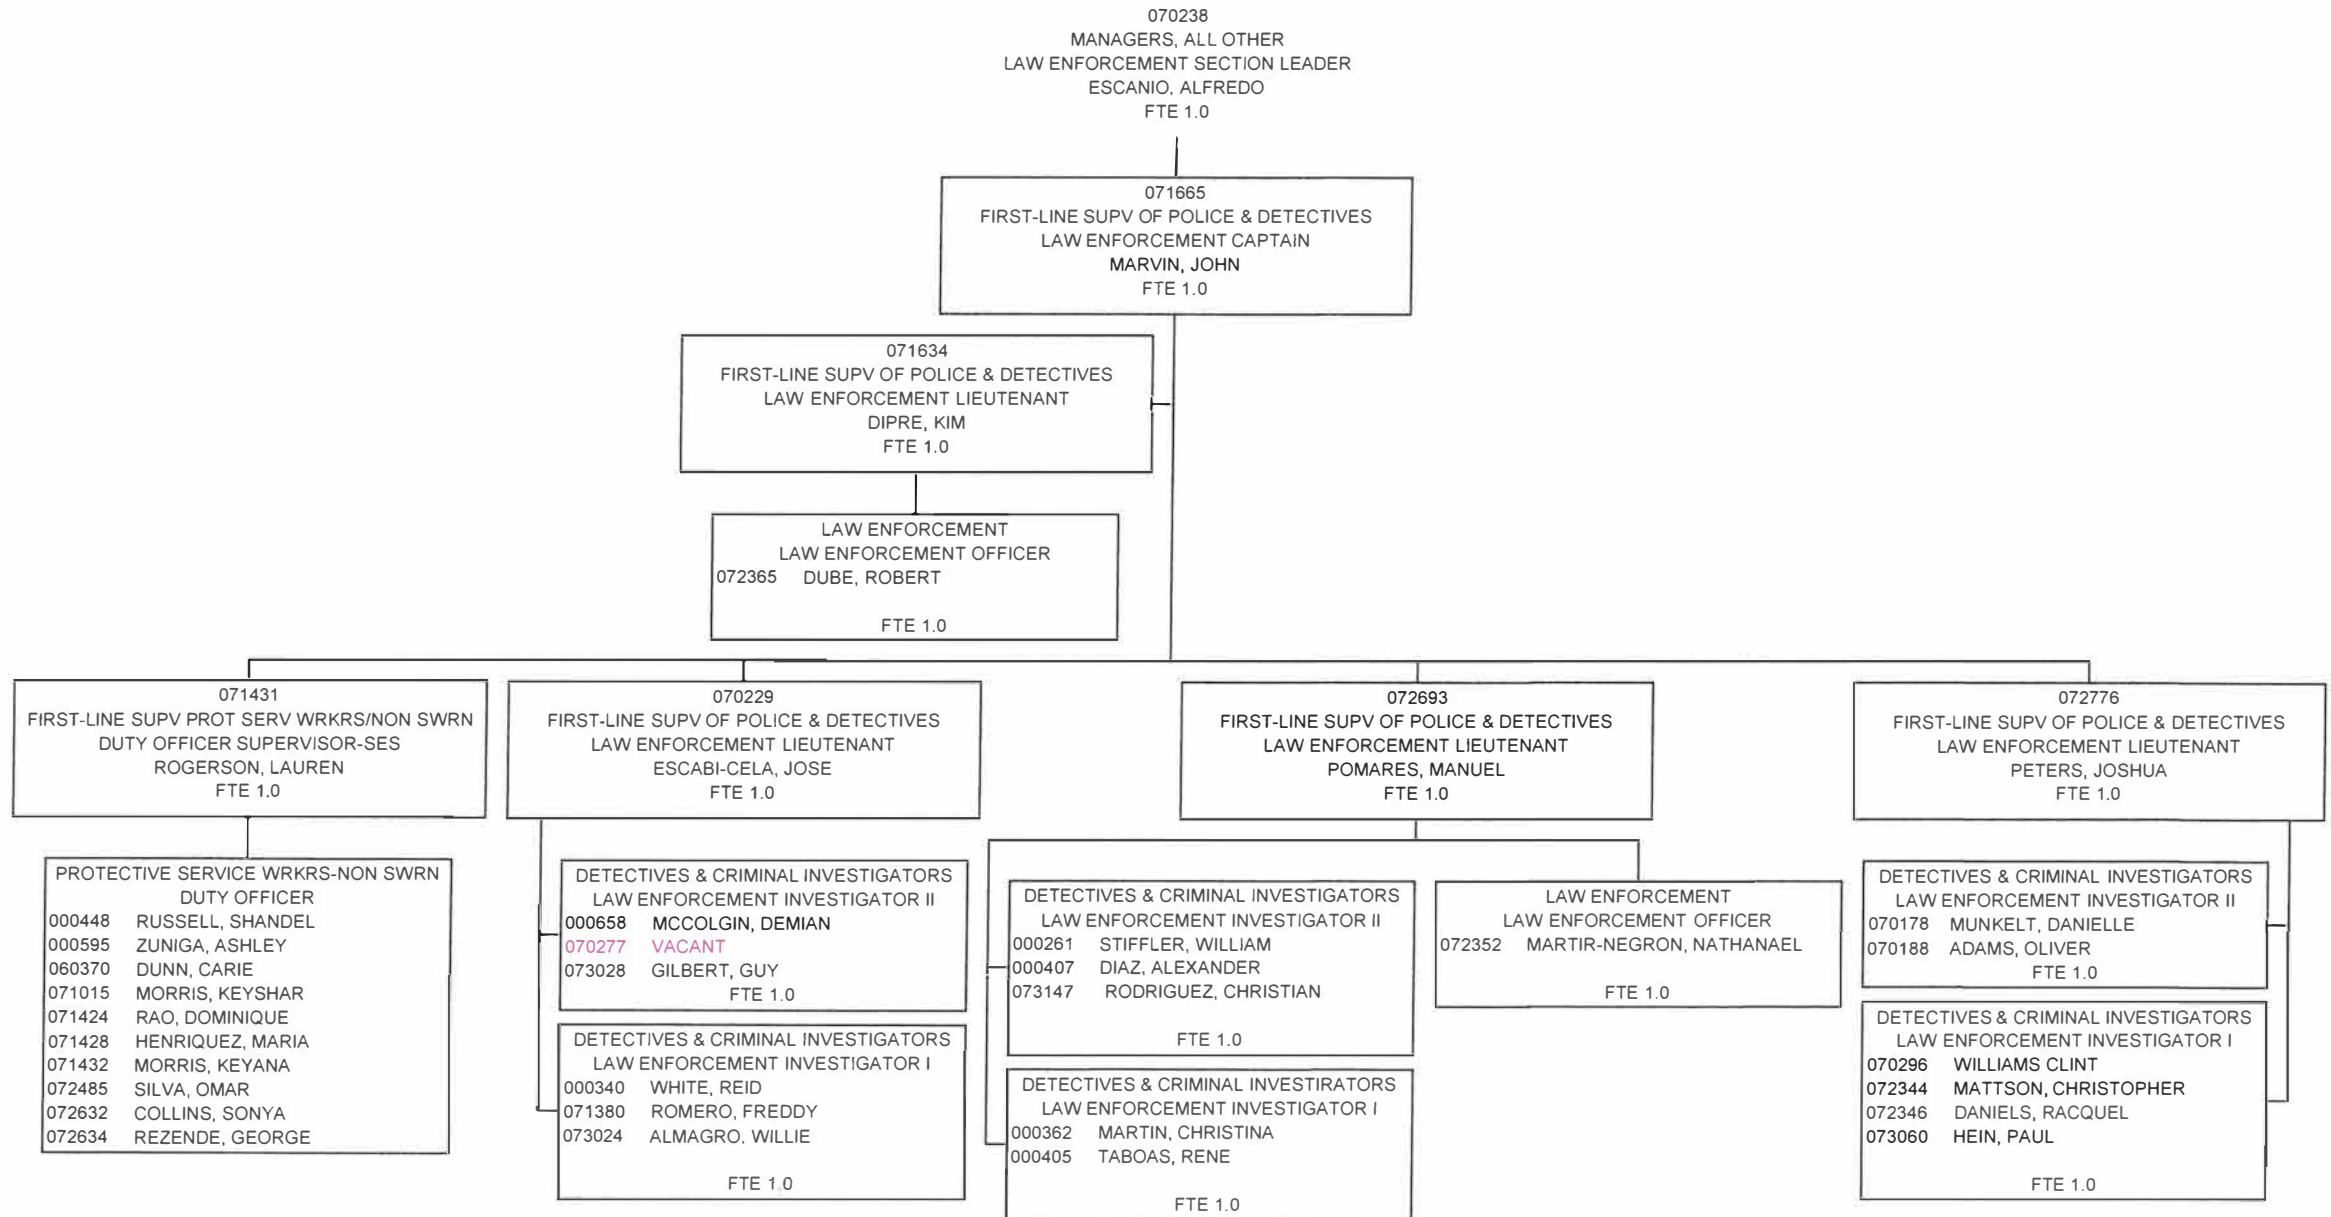 070238
MANAGERS, ALL OTHER
LAW ENFORCEMENT SECTION LEADER
ESCANIO, ALFREDO
FTE 1.0
071665
FIRST-LINE SUPV OF POLICE & DETECTIVES
LAW ENFORCEMENT CAPTAIN
MARVIN, JOHN
FTE 1.0
071634
FIRST-LINE SUPV OF POLICE & DETECTIVES
LAW ENFORCEMENT LIEUTENANT
DIPRE, KIM
FTE 1.0
LAW ENFORCEMENT
LAW ENFORCEMENT OFFICER
072365 DUBE, ROBERT
FTE 1.0
071431
FIRST-LINE SUPV PROT SERV WRKRS/NON SWRN
DUTY OFFICER SUPERVISOR-SES
ROGERSON, LAUREN
FTE 1.0
PROTECTIVE SERVICE WRKRS-NON SWRN
DUTY OFFICER
000448 RUSSELL, SHANDEL
000595 ZUNIGA, ASHLEY
060370 DUNN, CARIE
071015 MORRIS, KEYSHAR
071424 RAO, DOMINIQUE
071428 HENRIQUEZ, MARIA
071432 MORRIS, KEYANA
072485 SILVA, OMAR
072632 COLLINS, SONYA
072634 REZENDE, GEORGE
070229
FIRST-LINE SUPV OF POLICE & DETECTIVES
LAW ENFORCEMENT LIEUTENANT
ESCABI-CELA, JOSE
FTE 1.0
DETECTIVES & CRIMINAL INVESTIGATORS
LAW ENFORCEMENT INVESTIGATOR II
000658 MCCOLGIN, DEMIAN
070277 VACANT
073028 GILBERT, GUY
FTE 1.0
DETECTIVES & CRIMINAL INVESTIGATORS
LAW ENFORCEMENT INVESTIGATOR I
000340 WHITE, REID
071380 ROMERO, FREDDY
073024 ALMAGRO, WILLIE
FTE 1.0
072693
FIRST-LINE SUPV OF POLICE & DETECTIVES
LAW ENFORCEMENT LIEUTENANT
POMARES, MANUEL
FTE 1.0
DETECTIVES & CRIMINAL INVESTIGATORS
LAW ENFORCEMENT INVESTIGATOR II
000261 STIFFLER, WILLIAM
000407 DIAZ, ALEXANDER
073147 RODRIGUEZ, CHRISTIAN
FTE 1.0
DETECTIVES & CRIMINAL INVESTIRATORS
LAW ENFORCEMENT INVESTIGATOR I
000362 MARTIN, CHRISTINA
000405 TABOAS, RENE
FTE 1.0
LAW ENFORCEMENT
LAW ENFORCEMENT OFFICER
072352 MARTIR-NEGRON, NATHANAEL
FTE 1.0
072776
FIRST-LINE SUPV OF POLICE & DETECTIVES
LAW ENFORCEMENT LIEUTENANT
PETERS, JOSHUA
FTE 1.0
DETECTIVES & CRIMINAL INVESTIGATORS
LAW ENFORCEMENT INVESTIGATOR II
070178 MUNKELT, DANIELLE
070188 ADAMS, OLIVER
FTE 1.0
DETECTIVES & CRIMINAL INVESTIGATORS
LAW ENFORCEMENT INVESTIGATOR I
070296 WILLIAMS CLINT
072344 MATTSON, CHRISTOPHER
072346 DANIELS, RACQUEL
073060 HEIN, PAUL
FTE 1.0